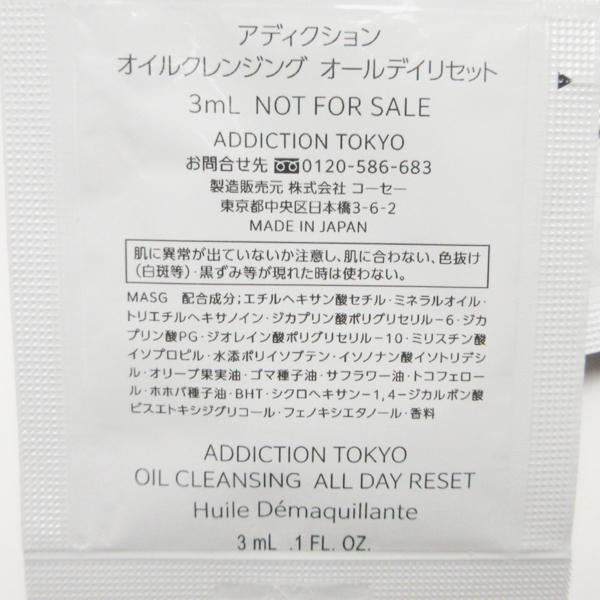 アディクション
オイルクレンジング オールデイリセット
3mL NOT FOR SALE
ADDICTION TOKYO
お問合せ先 0120-586-683
製造販売元 株式会社 コーセー
東京都中央区日本橋3-6-2
MADE IN JAPAN
肌に異常が出ていないか注意し、肌に合わない、色抜け
（白斑等）・黒ずみ等が現れた時は使わない。
MASG 配合成分；エチルヘキサン酸セチル・ミネラルオイル・
トリエチルヘキサノイン・ジカプリン酸ポリグリセリル－6・ジカ
プリン酸PG・ジオレイン酸ポリグリセリル－10・ミリスチン酸
イソプロピル・水添ポリイソブテン・イソノナン酸イソトリデシ
ル・オリーブ果実油・ゴマ種子油・サフラワー油・トコフェロー
ル・ホホバ種子油・BHT・シクロヘキサン－1,4－ジカルボン酸
ビスエトキシジグリコール・フェノキシエタノール・香料
ADDICTION TOKYO
OIL CLEANSING ALL DAY RESET
Huile Démaquillante
3 mL .1 FL. OZ.